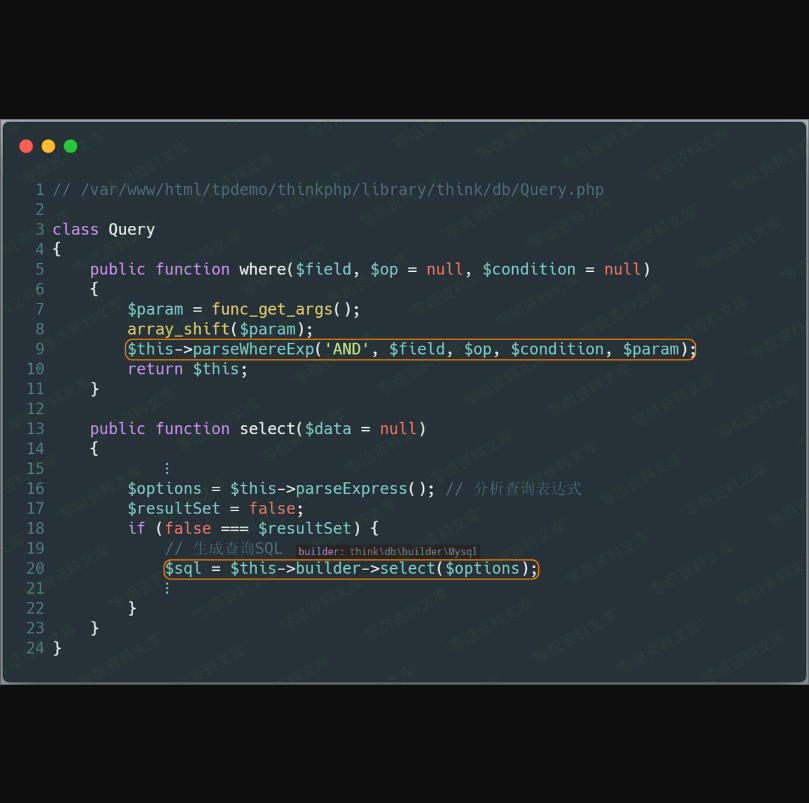 1 // /var/www/html/tpdemo/thinkphp/library/think/db/Query.php
2
3 class Query
4 {
5     public function where($field, $op = null, $condition = null)
6     {
7         $param = func_get_args();
8         array_shift($param);
9         $this->parseWhereExp('AND', $field, $op, $condition, $param);
10         return $this;
11     }
12
13     public function select($data = null)
14     {
15             ⋮
16         $options = $this->parseExpress(); // 分析查询表达式
17         $resultSet = false;
18         if (false === $resultSet) {
19             // 生成查询SQL builder: think\db\builder\Mysql
20             $sql = $this->builder->select($options);
21             ⋮
22         }
23     }
24 }